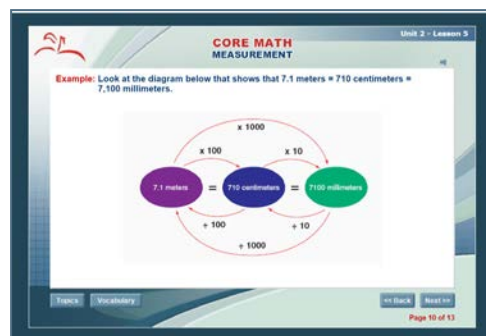 Unit 2 - Lesson 5
CORE MATH
MEASUREMENT
Example: Look at the diagram below that shows that 7.1 meters = 710 centimeters =
7,100 millimeters.
x 1000
x 100 x 10
7.1 meters = 710 centimeters = 7100 millimeters
÷ 100 ÷ 10
÷ 1000
Topics Vocabulary << Back Next >>
Page 10 of 13